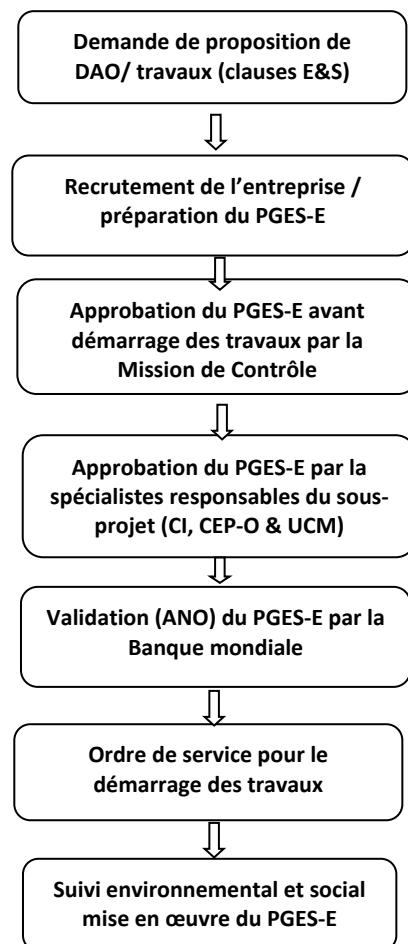 Demande de proposition de
DAO/ travaux (clauses E&S)
Recrutement de l’entreprise /
préparation du PGES-E
Approbation du PGES-E avant
démarrage des travaux par la
Mission de Contrôle
Approbation du PGES-E par la
spécialistes responsables du sous-
projet (CI, CEP-O & UCM)
Validation (ANO) du PGES-E par la
Banque mondiale
Ordre de service pour le
démarrage des travaux
Suivi environnemental et social
mise en œuvre du PGES-E